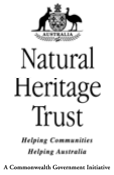 AUSTRALIA
Natural
Heritage
Trust
Helping Communities
Helping Australia
A Commonwealth Government Initiative